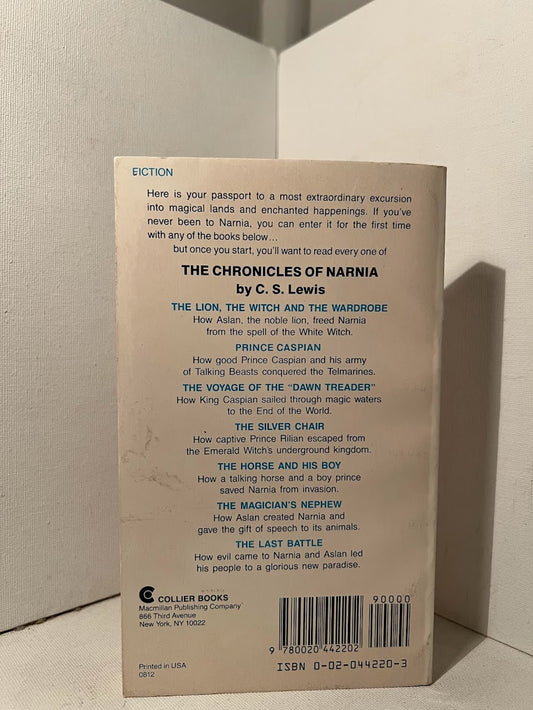 FICTION
Here is your passport to a most extraordinary excursion
into magical lands and enchanted happenings. If you've
never been to Narnia, you can enter it for the first time
with any of the books below...
but once you start, you'll want to read every one of
THE CHRONICLES OF NARNIA
by C. S. Lewis
THE LION, THE WITCH AND THE WARDROBE
How Aslan, the noble lion, freed Narnia
from the spell of the White Witch.
PRINCE CASPIAN
How good Prince Caspian and his army
of Talking Beasts conquered the Telmarines.
THE VOYAGE OF THE "DAWN TREADER"
How King Caspian sailed through magic waters
to the End of the World.
THE SILVER CHAIR
How captive Prince Rilian escaped from
the Emerald Witch's underground kingdom.
THE HORSE AND HIS BOY
How a talking horse and a boy prince
saved Narnia from invasion.
THE MAGICIAN'S NEPHEW
How Aslan created Narnia and
gave the gift of speech to its animals.
THE LAST BATTLE
How evil came to Narnia and Aslan led
his people to a glorious new paradise.
COLLIER BOOKS
Macmillan Publishing Company
866 Third Avenue
New York, NY 10022
Printed in USA
0812
90000
9 780020 442202
ISBN 0-02-044220-3